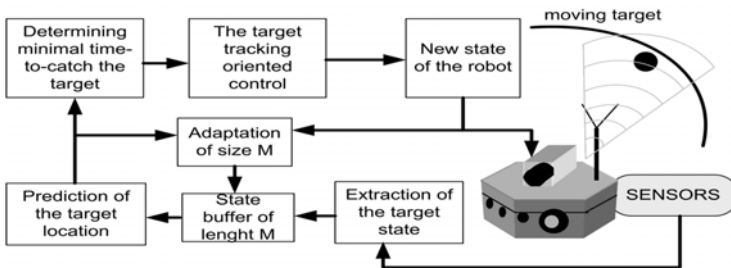 Determining
minimal time-
to-catch the
target
The target
tracking
oriented
control
New state
of the robot
moving target
Adaptation
of size M
Prediction of
the target
location
State
buffer of
lenght M
Extraction of
the target
state
SENSORS